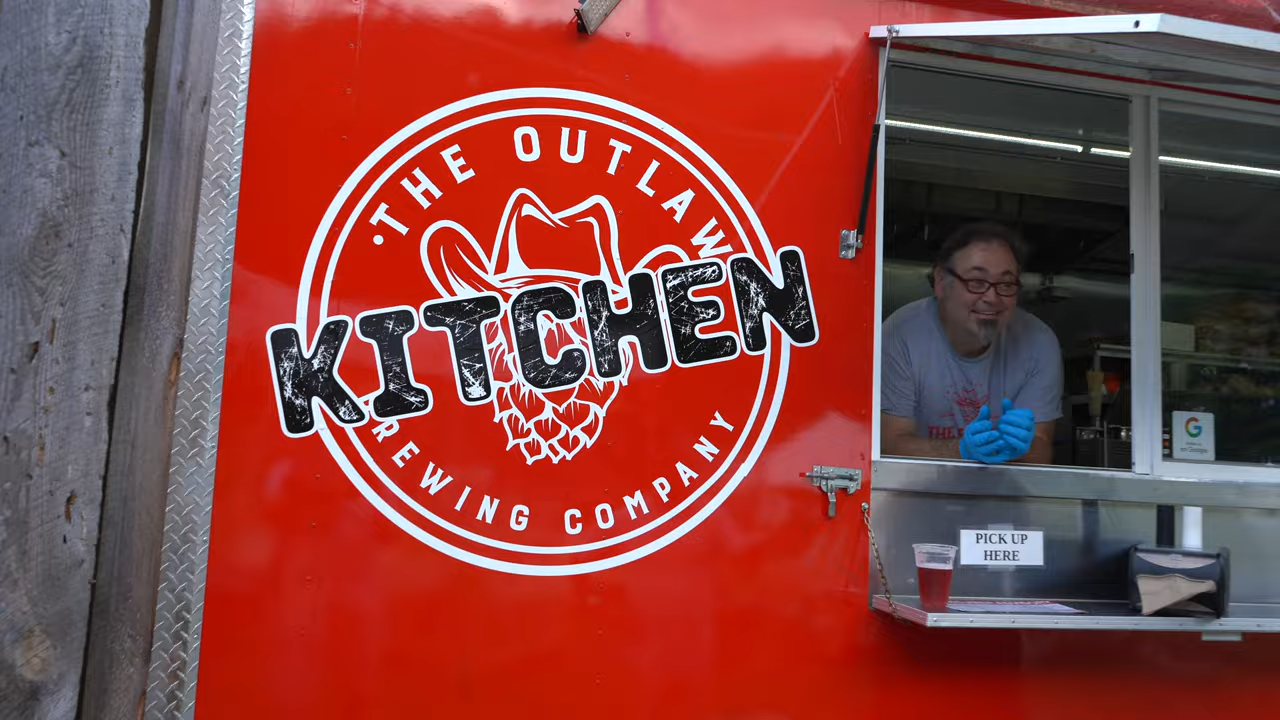 THE OUTLAW
KITCHEN
BREWING COMPANY
PICK UP
HERE
G